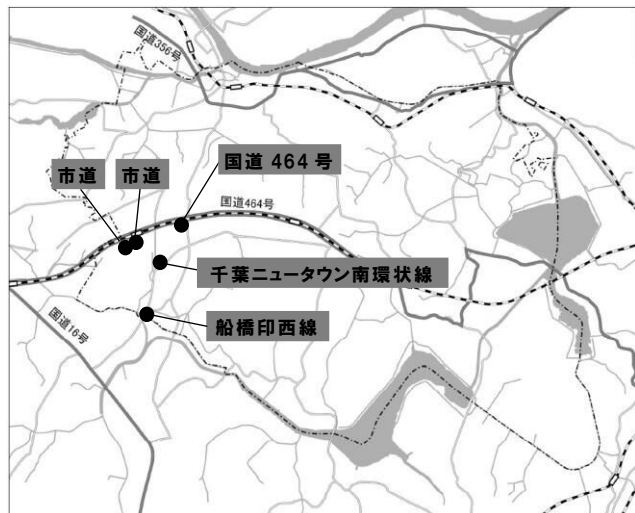 国道356号
国道 464 号
市道
市道
国道464号
千葉ニュータウン南環状線
船橋印西線
国道16号